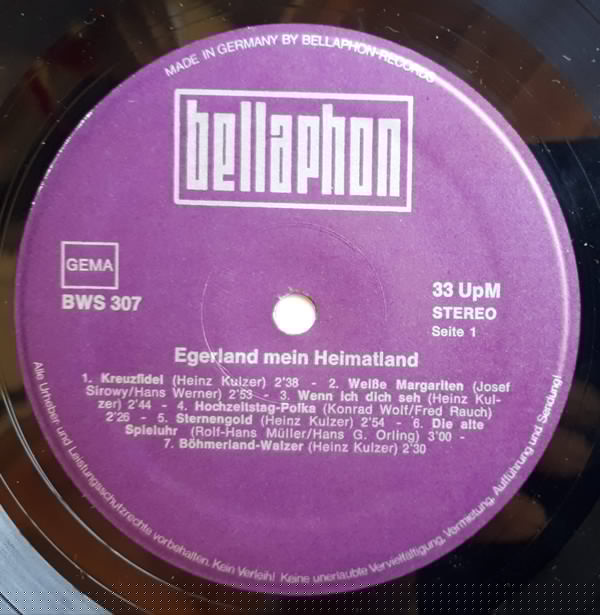 MADE IN GERMANY BY BELLAPHON-RECORDS
bellaphon
GEMA
BWS 307
33 UpM
STEREO
Seite 1
Egerland mein Heimatland
1. Kreuzfidel (Heinz Kulzer) 2'38 - 2. Weiße Margariten (Josef
Sirowy/Hans Werner) 2'53 - 3. Wenn ich dich seh (Heinz Kul-
zer) 2'44 - 4. Hochzeitstag-Polka (Konrad Wolf/Fred Rauch)
2'26 - 5. Sternengold (Heinz Kulzer) 2'54 - 6. Die alte
Spieluhr (Rolf-Hans Müller/Hans G. Orling) 3'00 -
7. Böhmerland-Walzer (Heinz Kulzer) 2'30
Alle Urheber und Leistungsschutzrechte vorbehalten. Kein Verleih! Keine unerlaubte Vervielfältigung, Vermietung, Aufführung und Sendung!